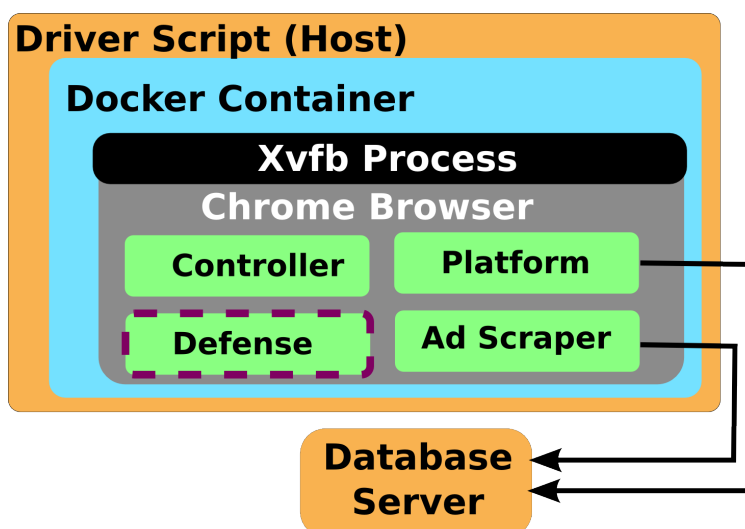 Driver Script (Host)
Docker Container
Xvfb Process
Chrome Browser
Controller
Platform
Defense
Ad Scraper
Database
Server